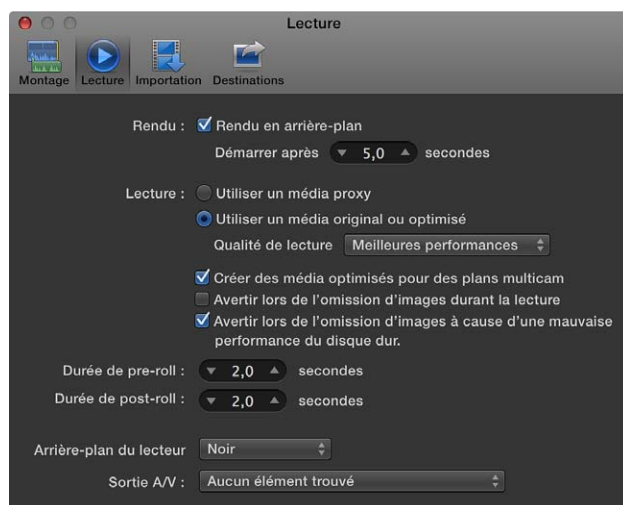 Lecture
Montage Lecture Importation Destinations
Rendu : Rendu en arrière-plan
Démarrer après 5,0 secondes
Lecture : Utiliser un média proxy
Utiliser un média original ou optimisé
Qualité de lecture Meilleures performances
Créer des média optimisés pour des plans multicam
Avertir lors de l'omission d'images durant la lecture
Avertir lors de l'omission d'images à cause d'une mauvaise
performance du disque dur.
Durée de pre-roll : 2,0 secondes
Durée de post-roll : 2,0 secondes
Arrière-plan du lecteur Noir
Sortie A/V : Aucun élément trouvé